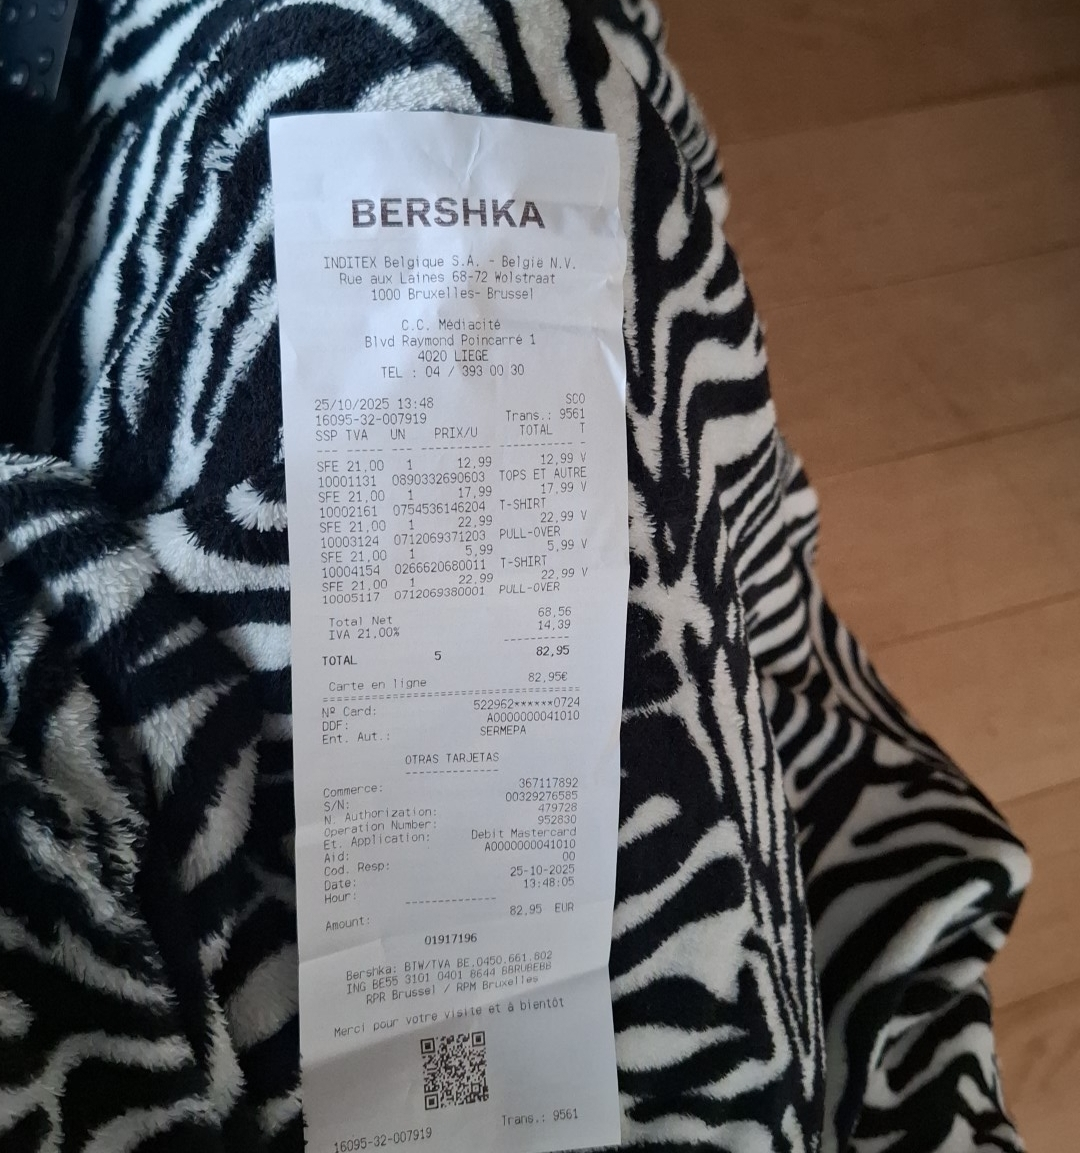 BERSHKA
INDITEX Belgique S.A. - België N.V.
Rue aux Laines 68-72 Wolstraat
1000 Bruxelles- Brussel
C.C. Médiacité
Blvd Raymond Poincarré 1
4020 LIEGE
TEL : 04 / 393 00 30
25/10/2025 13:48 SCO
16095-32-007919 Trans.: 9561
SSP TVA UN PRIX/U TOTAL T
--- ----- -- ---------- ----------- -
SFE 21,00 1 12,99 12,99 V
10001131 0890332690603 TOPS ET AUTRE
SFE 21,00 1 17,99 17,99 V
10002161 0754536146204 T-SHIRT
SFE 21,00 1 22,99 22,99 V
10003124 0712069371203 PULL-OVER
SFE 21,00 1 5,99 5,99 V
10004154 0266620680011 T-SHIRT
SFE 21,00 1 22,99 22,99 V
10005117 0712069380001 PULL-OVER
Total Net 68,56
IVA 21,00% 14,39
----------
TOTAL 5 82,95
Carte en ligne 82,95€
========================================
Nº Card: 522962******0724
DDF: A0000000041010
Ent. Aut.: SERMEPA
OTRAS TARJETAS
--------------
Commerce: 367117892
S/N: 00329276585
N. Authorization: 479728
Operation Number: 952830
Et. Application: Debit Mastercard
Aid: A0000000041010
Cod. Resp: 00
Date: 25-10-2025
Hour: 13:48:05
--------------
Amount: 82,95 EUR
01917196
Bershka: BTW/TVA BE.0450.661.802
ING BE55 3101 0401 8644 BBRUBEBB
RPR Brussel / RPM Bruxelles
Merci pour votre visite et à bientôt
16095-32-007919 Trans.: 9561